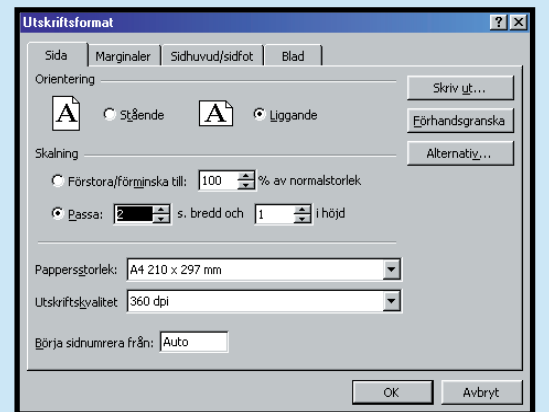 Utskriftsformat
Sida Marginaler Sidhuvud/sidfot Blad
Orientering
A Stående A Liggande
Skriv ut...
Förhandsgranska
Alternativ...
Skalning
Förstora/förminska till: 100 % av normalstorlek
Passa: 2 s. bredd och 1 i höjd
Pappersstorlek: A4 210 x 297 mm
Utskriftskvalitet 360 dpi
Börja sidnumrera från: Auto
OK Avbryt